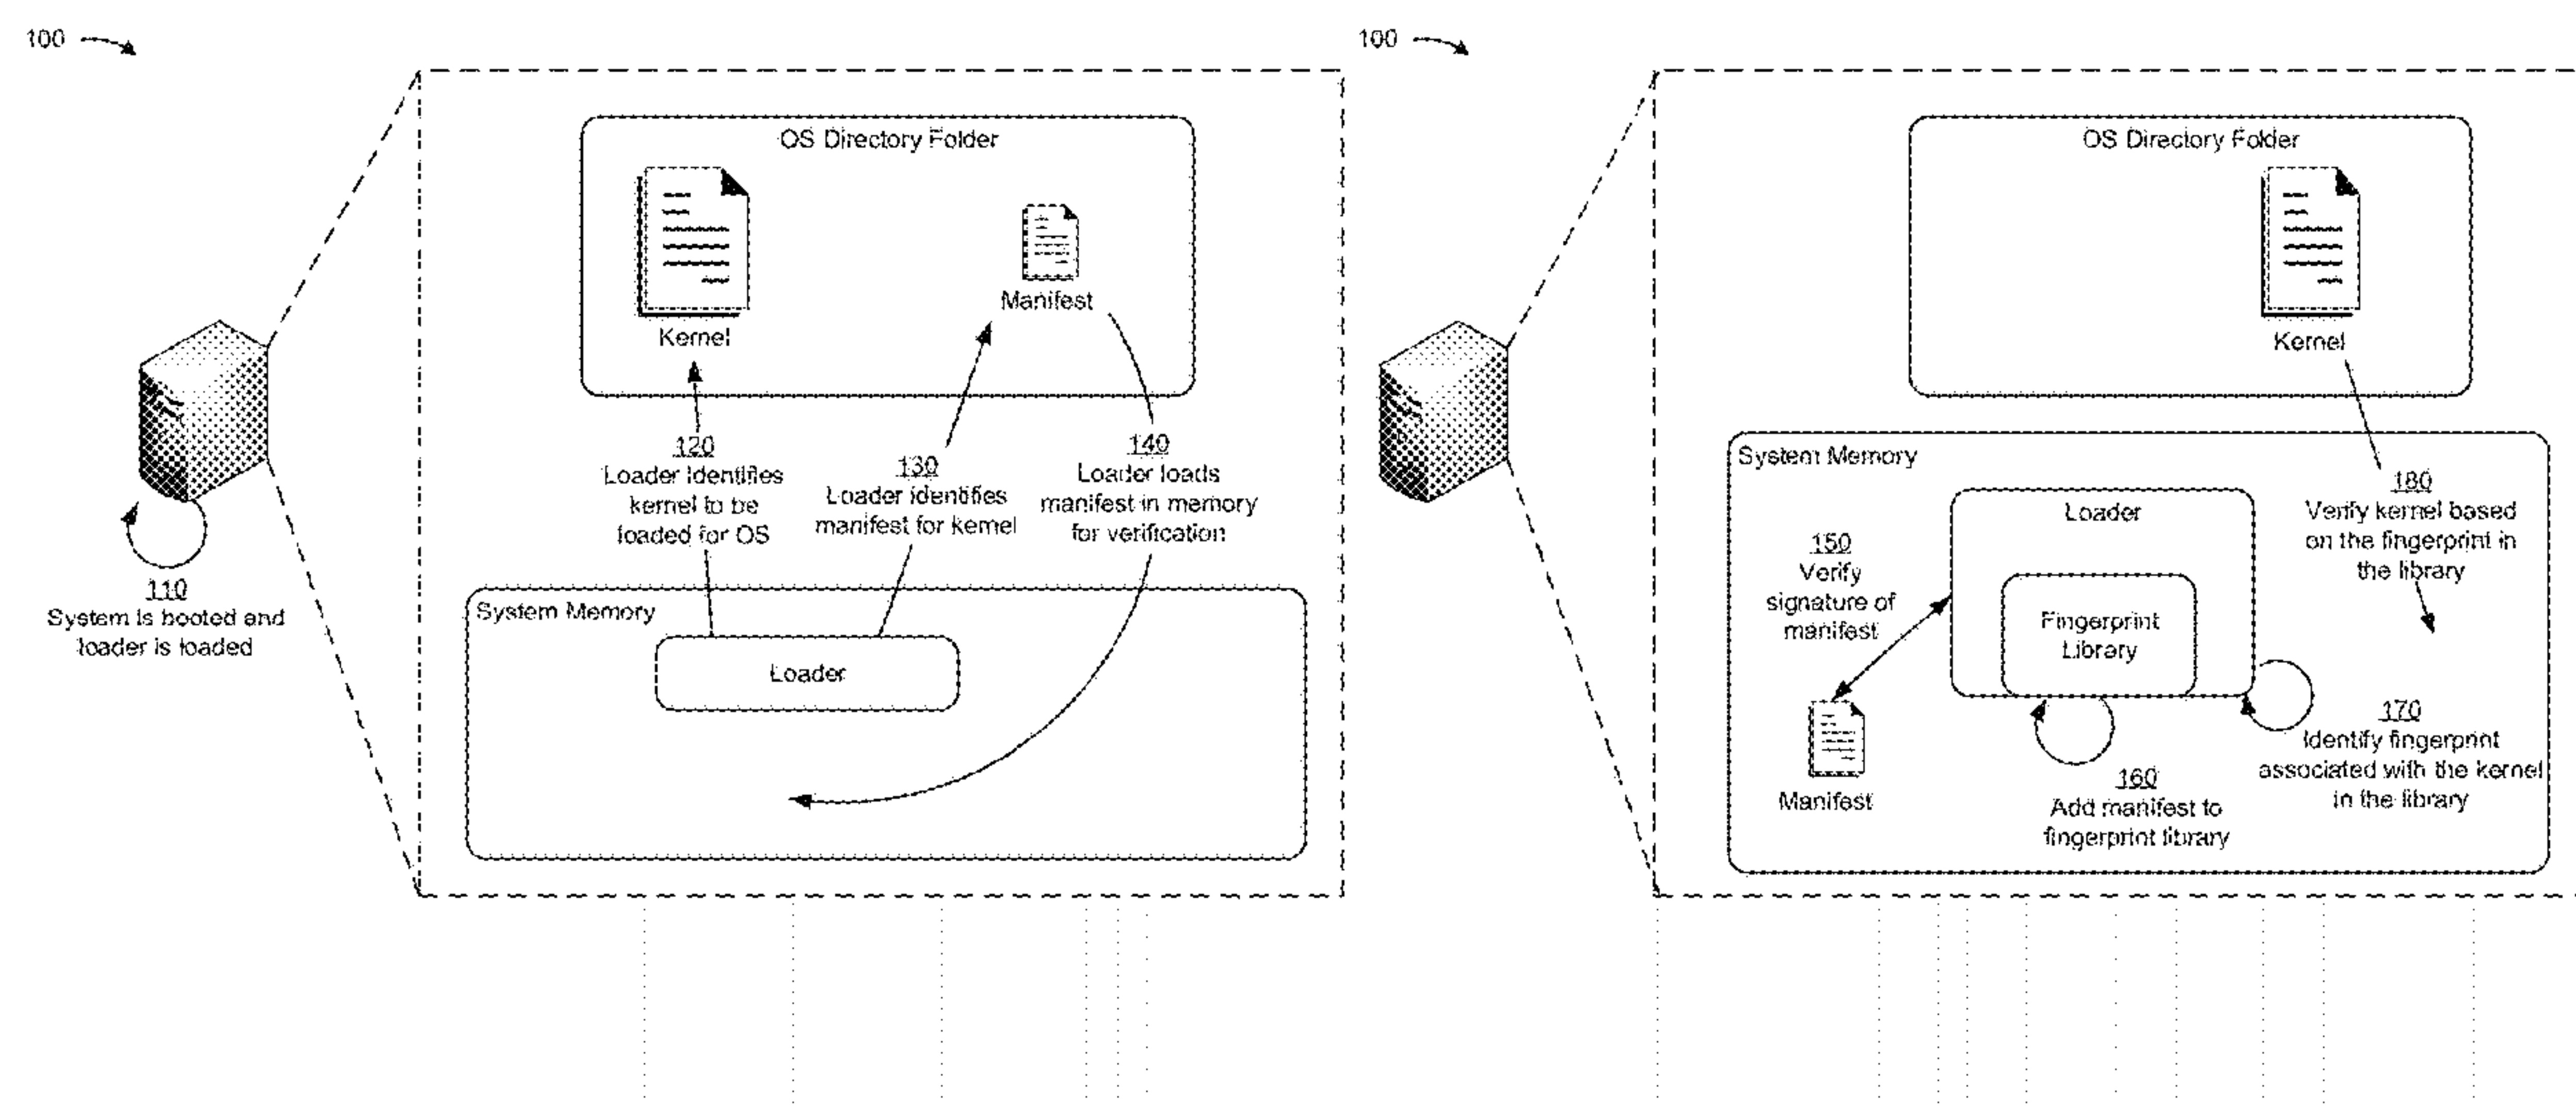 100
OS Directory Folder
Kernel
Manifest
120
Loader identifies
kernel to be
loaded for OS
130
Loader identifies
manifest for kernel
140
Loader loads
manifest in memory
for verification
110
System is booted and
loader is loaded
System Memory
Loader
100
OS Directory Folder
Kernel
System Memory
Loader
180
Verify kernel based
on the fingerprint in
the library
150
Verify
signature of
manifest
Fingerprint
Library
Manifest
160
Add manifest to
fingerprint library
170
Identify fingerprint
associated with the kernel
in the library